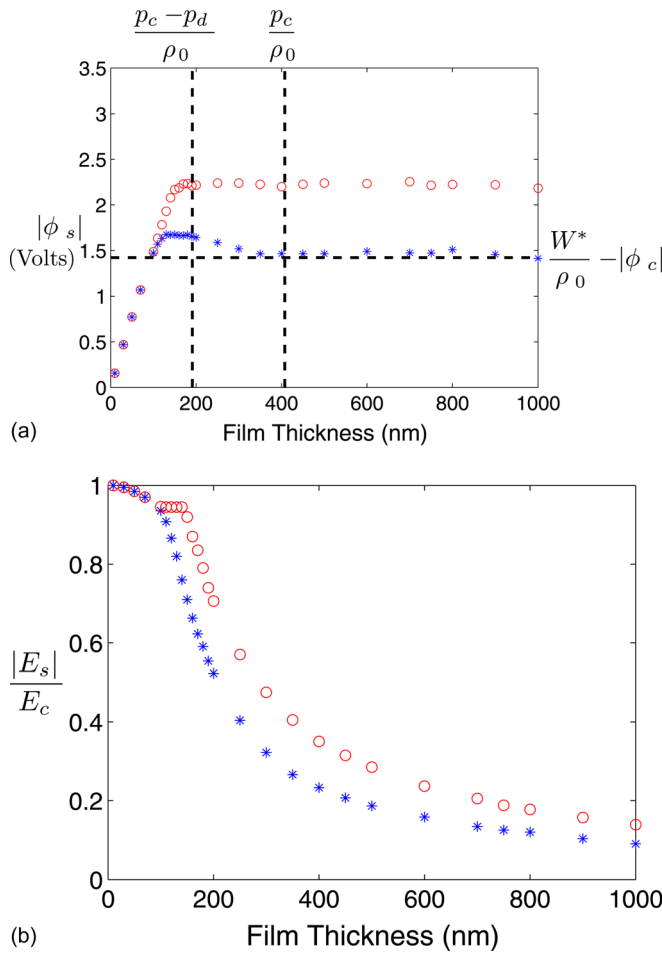 p_c − p_d / ρ_0    p_c / ρ_0
3.5
3
2.5
2
|ϕ_s|
(Volts)
1.5
W* / ρ_0 −|ϕ_c|
1
0.5
0
0 200 400 600 800 1000
(a) Film Thickness (nm)
1
0.8
0.6
|E_s| / E_c
0.4
0.2
0
0 200 400 600 800 1000
(b) Film Thickness (nm)